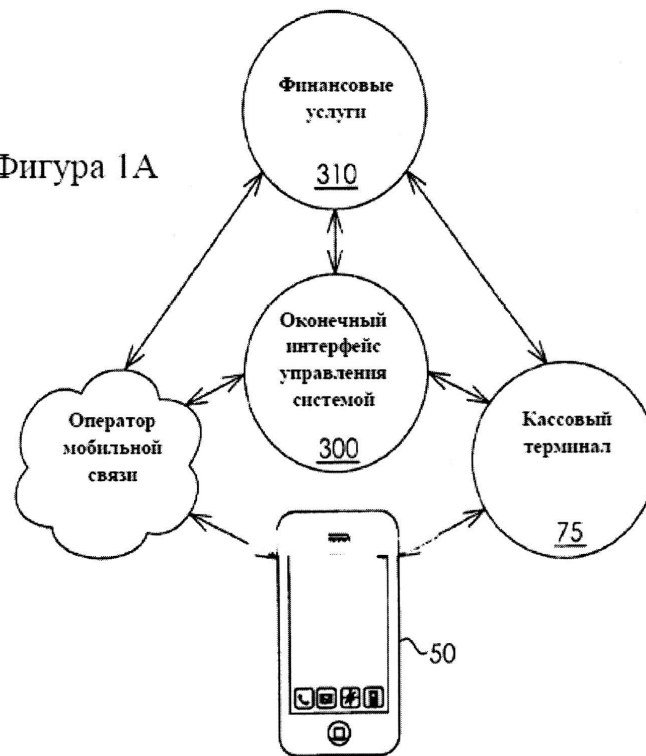 Финансовые
услуги
310
Фигура 1А
Оконечный
интерфейс
управления
системой
300
Оператор
мобильной
связи
Кассовый
терминал
75
50